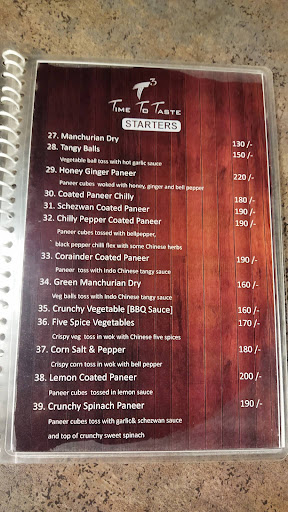 T3
Time To Taste
STARTERS
27. Manchurian Dry 130 /-
28. Tangy Balls 150 /-
Vegetable ball toss with hot garlic sauce
29. Honey Ginger Paneer 220 /-
Paneer cubes woked with honey, ginger and bell pepper
30. Coated Paneer Chilly 180 /-
31. Schezwan Coated Paneer 190 /-
32. Chilly Pepper Coated Paneer 190 /-
Paneer cubes tossed with bellpepper,
black pepper chilli flex with some Chinese herbs
33. Corainder Coated Paneer 190 /-
Paneer toss with Indo Chinese tangy sauce
34. Green Manchurian Dry 160 /-
Veg balls toss with Indo Chinese tangy sauce
35. Crunchy Vegetable [BBQ Sauce] 160 /-
36. Five Spice Vegetables 170 /-
Crispy veg toss in wok with Chinese five spices
37. Corn Salt & Pepper 180 /-
Crispy corn toss in wok with bell pepper
38. Lemon Coated Paneer 200 /-
Paneer cubes tossed in lemon sauce
39. Crunchy Spinach Paneer 190 /-
Paneer cubes toss with garlic& schezwan sauce
and top of crunchy sweet spinach